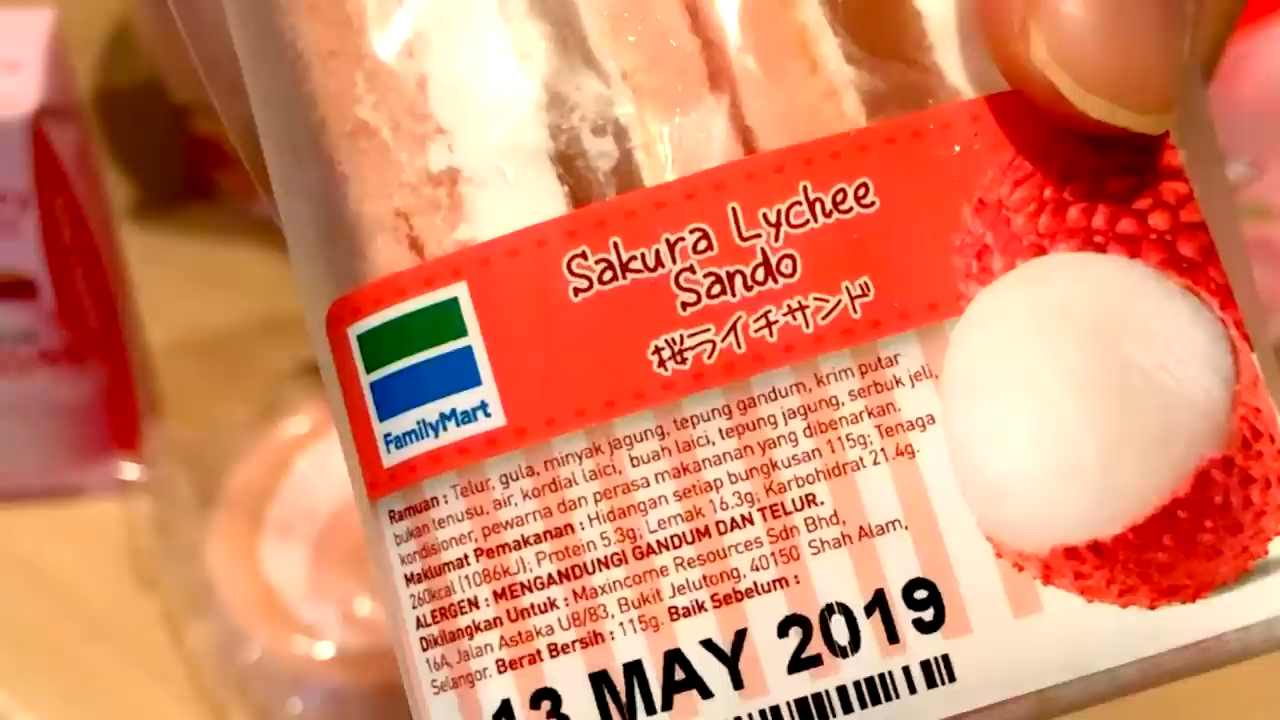 Sakura Lychee
Sando
桜ライチサンド
FamilyMart
Ramuan : Telur, gula, minyak jagung, tepung gandum, krim putar
bukan tenusu, air, kordial laici, buah laici, tepung jagung, serbuk jeli,
kondisioner, pewarna dan perasa makananan yang dibenarkan.
Maklumat Pemakanan : Hidangan setiap bungkusan 115g; Tenaga
260kcal (1086kJ); Protein 5.3g; Lemak 16.3g; Karbohidrat 21.4g.
ALERGEN : MENGANDUNGI GANDUM DAN TELUR.
Dikilangkan Untuk : Maxincome Resources Sdn Bhd,
16A, Jalan Astaka U8/83, Bukit Jelutong, 40150 Shah Alam,
Selangor. Berat Bersih : 115g. Baik Sebelum :
13 MAY 2019